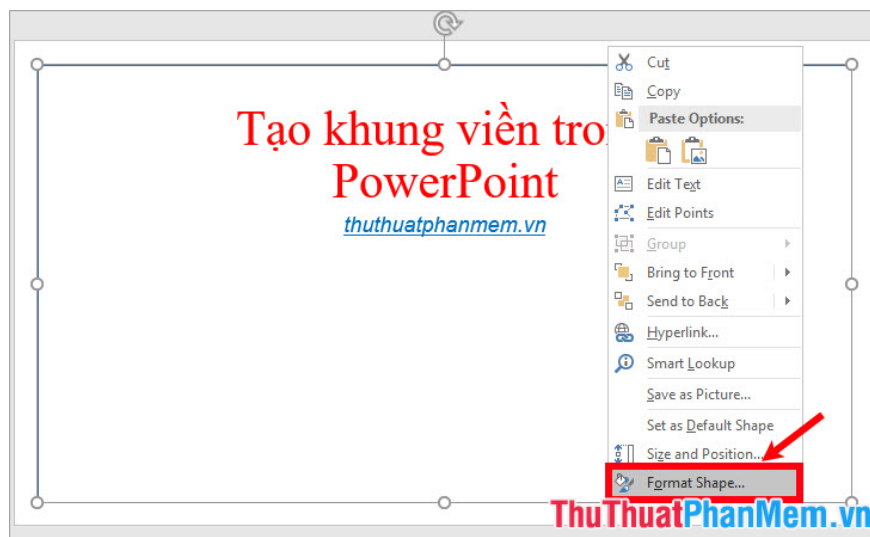 Tạo khung viền tro
PowerPoint
thuthuatphanmem.vn
Cut
Copy
Paste Options:
Edit Text
Edit Points
Group
Bring to Front
Send to Back
Hyperlink...
Smart Lookup
Save as Picture...
Set as Default Shape
Size and Position...
Format Shape...
ThuThuatPhanMem.vn